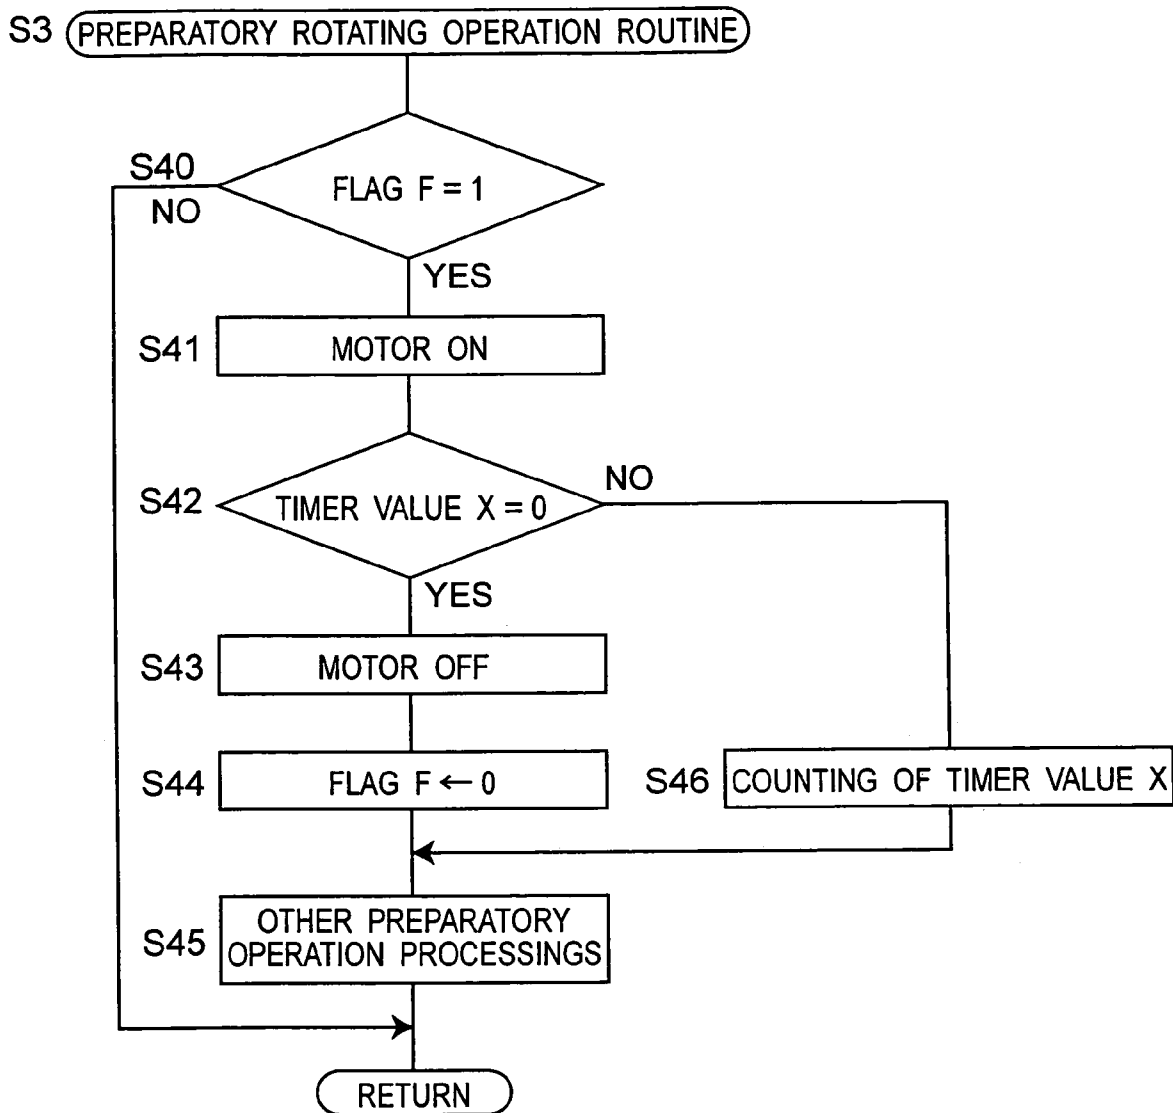 S3 PREPARATORY ROTATING OPERATION ROUTINE
S40
FLAG F = 1
NO
YES
S41 MOTOR ON
S42 TIMER VALUE X = 0
NO
YES
S43 MOTOR OFF
S44 FLAG F ← 0
S46 COUNTING OF TIMER VALUE X
S45
OTHER PREPARATORY
OPERATION PROCESSINGS
RETURN